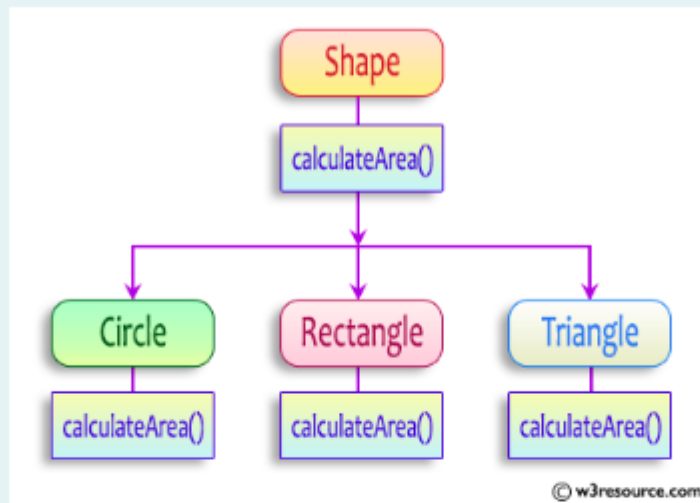 Shape
calculateArea()
Circle
Rectangle
Triangle
calculateArea()
calculateArea()
calculateArea()
© w3resource.com